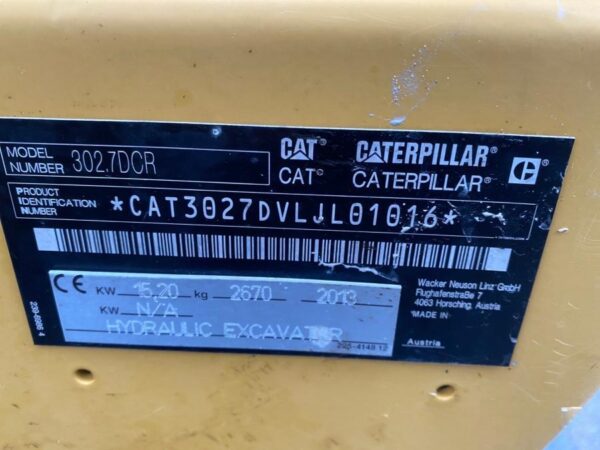 MODEL NUMBER 302.7DCR
CAT CATERPILLAR
CAT® CATERPILLAR®
C
PRODUCT IDENTIFICATION NUMBER *CAT3027DVLJL01016*
CE KW 15,20 kg 2670 2013
KW N/A
HYDRAULIC EXCAVATOR
Wacker Neuson Linz GmbH
Flughafenstraße 7
4063 Horsching, Austria
"MADE IN"
Austria